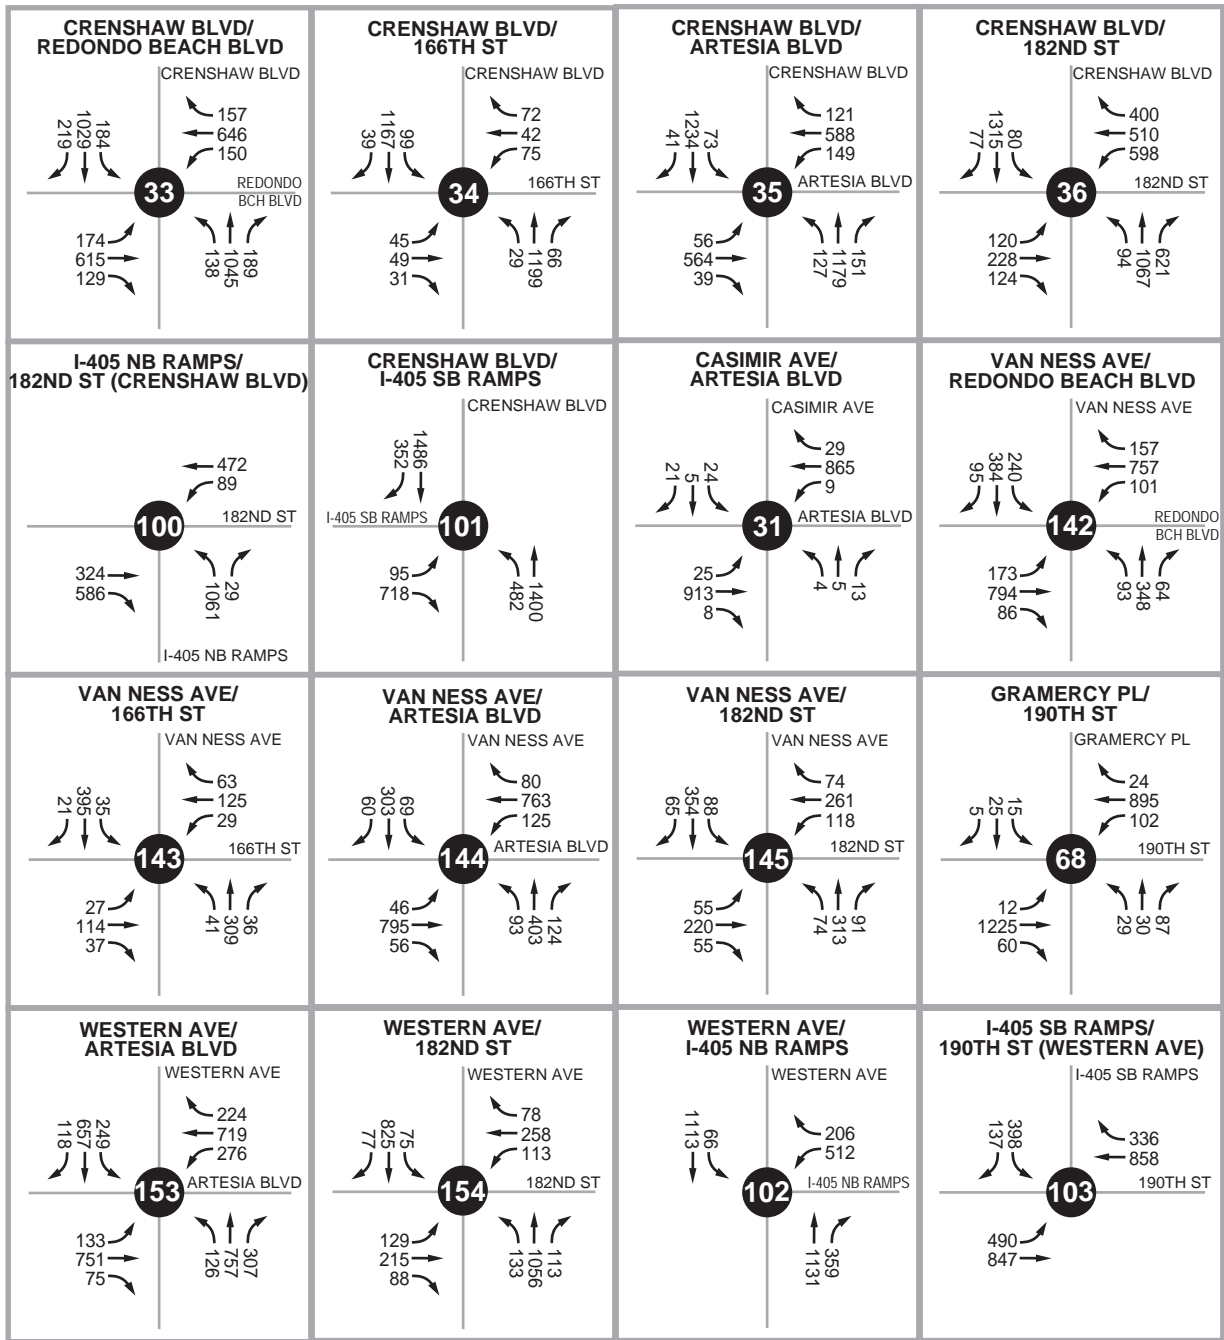 CRENSHAW BLVD/
REDONDO BEACH BLVD
CRENSHAW BLVD
219
1029
184
157
646
150
33
REDONDO
BCH BLVD
174
615
129
138
1045
189
CRENSHAW BLVD/
166TH ST
CRENSHAW BLVD
39
1167
99
72
42
75
34
166TH ST
45
49
31
29
1199
66
CRENSHAW BLVD/
ARTESIA BLVD
CRENSHAW BLVD
41
1234
73
121
588
149
35
ARTESIA BLVD
56
564
39
127
1179
151
CRENSHAW BLVD/
182ND ST
CRENSHAW BLVD
77
1315
80
400
510
598
36
182ND ST
120
228
124
94
1067
621
I-405 NB RAMPS/
182ND ST (CRENSHAW BLVD)
472
89
100
182ND ST
324
586
1061
29
I-405 NB RAMPS
CRENSHAW BLVD/
I-405 SB RAMPS
CRENSHAW BLVD
352
1486
I-405 SB RAMPS
101
95
718
482
1400
CASIMIR AVE/
ARTESIA BLVD
CASIMIR AVE
21
5
24
29
865
9
31
ARTESIA BLVD
25
913
8
4
5
13
VAN NESS AVE/
REDONDO BEACH BLVD
VAN NESS AVE
95
384
240
157
757
101
142
REDONDO
BCH BLVD
173
794
86
93
348
64
VAN NESS AVE/
166TH ST
VAN NESS AVE
21
395
35
63
125
29
143
166TH ST
27
114
37
41
309
36
VAN NESS AVE/
ARTESIA BLVD
VAN NESS AVE
60
303
69
80
763
125
144
ARTESIA BLVD
46
795
56
93
403
124
VAN NESS AVE/
182ND ST
VAN NESS AVE
65
354
88
74
261
118
145
182ND ST
55
220
55
74
313
91
GRAMERCY PL/
190TH ST
GRAMERCY PL
5
25
15
24
895
102
68
190TH ST
12
1225
60
29
30
87
WESTERN AVE/
ARTESIA BLVD
WESTERN AVE
118
657
249
224
719
276
153
ARTESIA BLVD
133
751
75
126
757
307
WESTERN AVE/
182ND ST
WESTERN AVE
77
825
75
78
258
113
154
182ND ST
129
215
88
133
1056
113
WESTERN AVE/
I-405 NB RAMPS
WESTERN AVE
1113
66
206
512
102
I-405 NB RAMPS
1131
359
I-405 SB RAMPS/
190TH ST (WESTERN AVE)
I-405 SB RAMPS
137
398
336
858
103
190TH ST
490
847